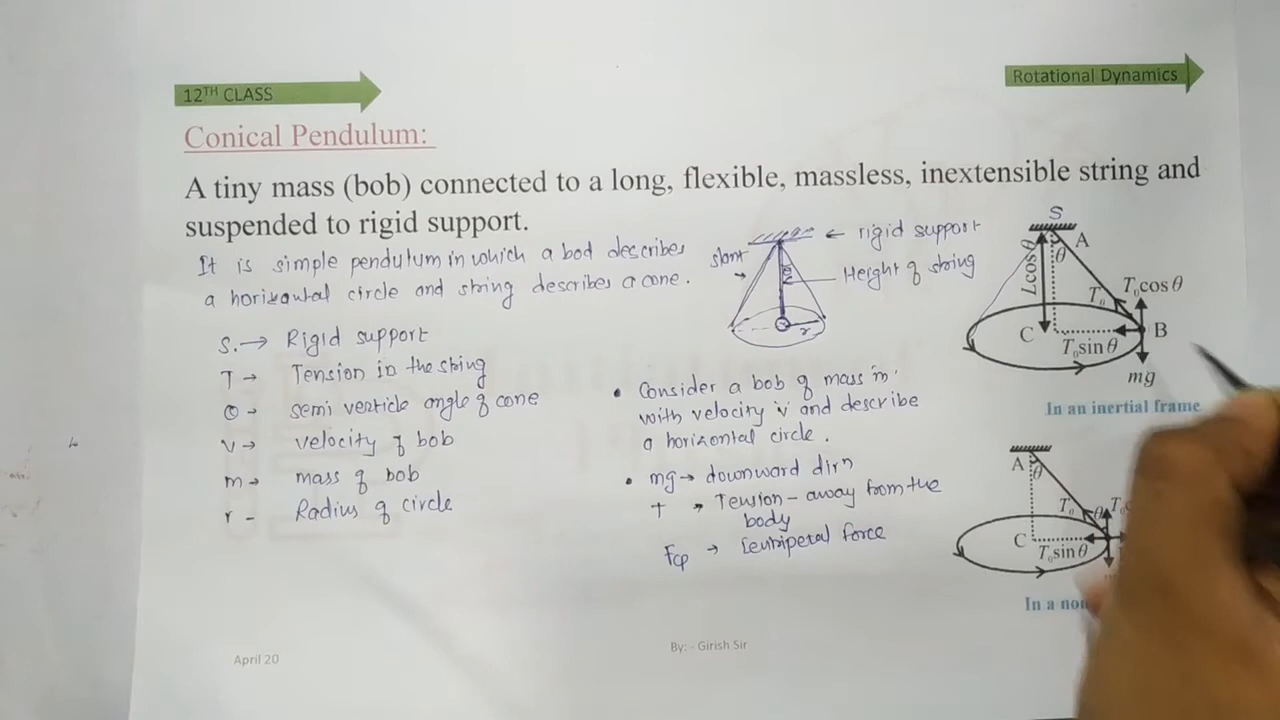 12TH CLASS
Rotational Dynamics
Conical Pendulum:
A tiny mass (bob) connected to a long, flexible, massless, inextensible string and
suspended to rigid support.
It is simple pendulum in which a bod describes
a horizontal circle and string describes a cone.
S. → Rigid support
T → Tension in the string
θ → semi verticle angle of cone
V → velocity of bob
m → mass of bob
r - Radius of circle
slant
← rigid support
Height of string
r
• Consider a bob of mass 'm'
with velocity 'v' and describe
a horizontal circle.
• mg → downward dirn
T → Tension - away from the
body
Fcp → Centripetal force
S
A
θ
Lcosθ
T₀
T₀cos θ
C
B
T₀sin θ
mg
In an inertial frame
A
θ
T₀
θ
C
T₀sin θ
In a
April 20
By: - Girish Sir